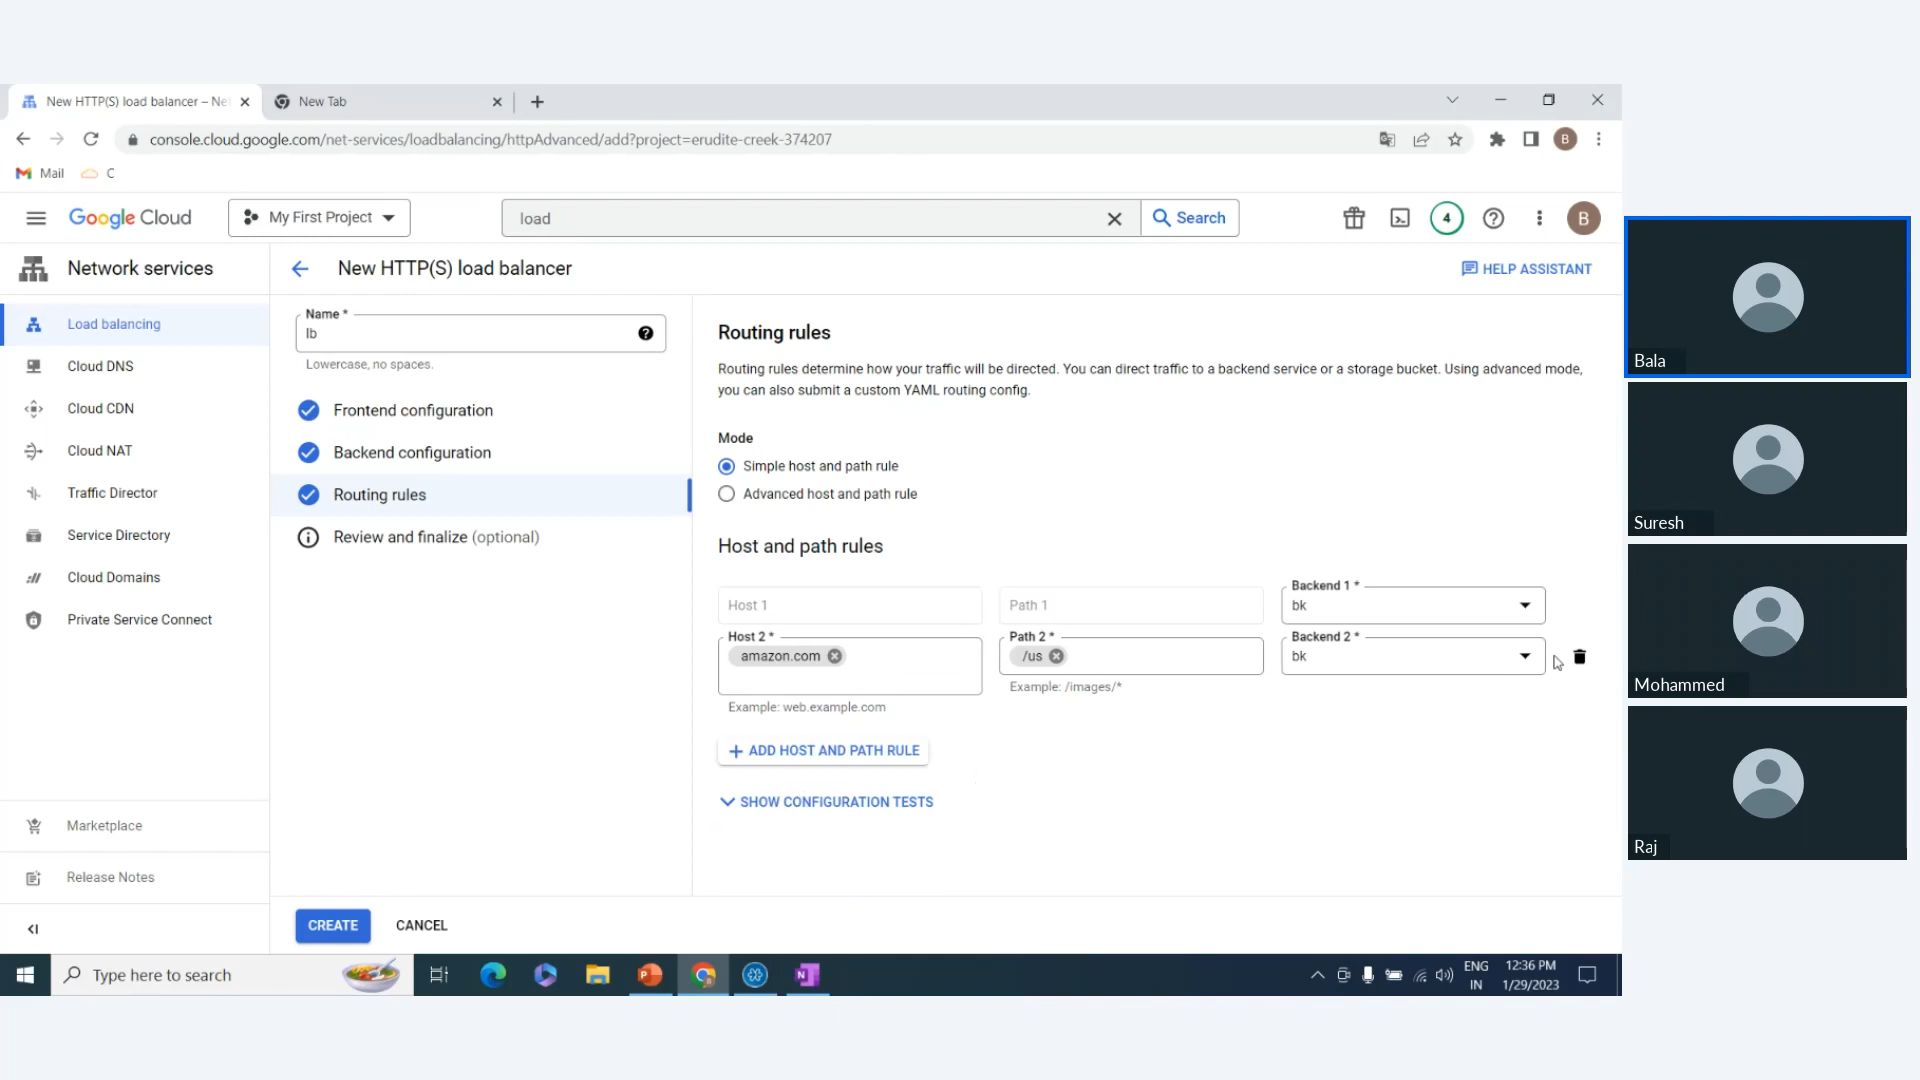 New HTTP(S) load balancer – Net
New Tab
console.cloud.google.com/net-services/loadbalancing/httpAdvanced/add?project=erudite-creek-374207
B
Mail
C
Google Cloud
My First Project
load
Search
4
B
Network services
New HTTP(S) load balancer
HELP ASSISTANT
Load balancing
Cloud DNS
Cloud CDN
Cloud NAT
Traffic Director
Service Directory
Cloud Domains
Private Service Connect
Marketplace
Release Notes
Name *
lb
Lowercase, no spaces.
Frontend configuration
Backend configuration
Routing rules
Review and finalize (optional)
Routing rules
Routing rules determine how your traffic will be directed. You can direct traffic to a backend service or a storage bucket. Using advanced mode,
you can also submit a custom YAML routing config.
Mode
Simple host and path rule
Advanced host and path rule
Host and path rules
Host 1
Path 1
Backend 1 *
bk
Host 2 *
amazon.com
Example: web.example.com
Path 2 *
/us
Example: /images/*
Backend 2 *
bk
ADD HOST AND PATH RULE
SHOW CONFIGURATION TESTS
CREATE
CANCEL
Type here to search
ENG
IN
12:36 PM
1/29/2023
Bala
Suresh
Mohammed
Raj